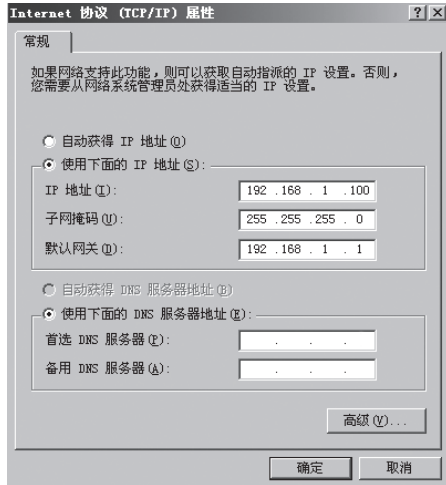 Internet 协议 (TCP/IP) 属性
? ×
常规
如果网络支持此功能，则可以获取自动指派的 IP 设置。否则，
您需要从网络系统管理员处获得适当的 IP 设置。
自动获得 IP 地址(O)
使用下面的 IP 地址(S):
IP 地址(I): 192 .168 . 1 .100
子网掩码(U): 255 .255 .255 . 0
默认网关(D): 192 .168 . 1 . 1
自动获得 DNS 服务器地址(B)
使用下面的 DNS 服务器地址(E):
首选 DNS 服务器(P): . . .
备用 DNS 服务器(A): . . .
高级(V)...
确定 取消